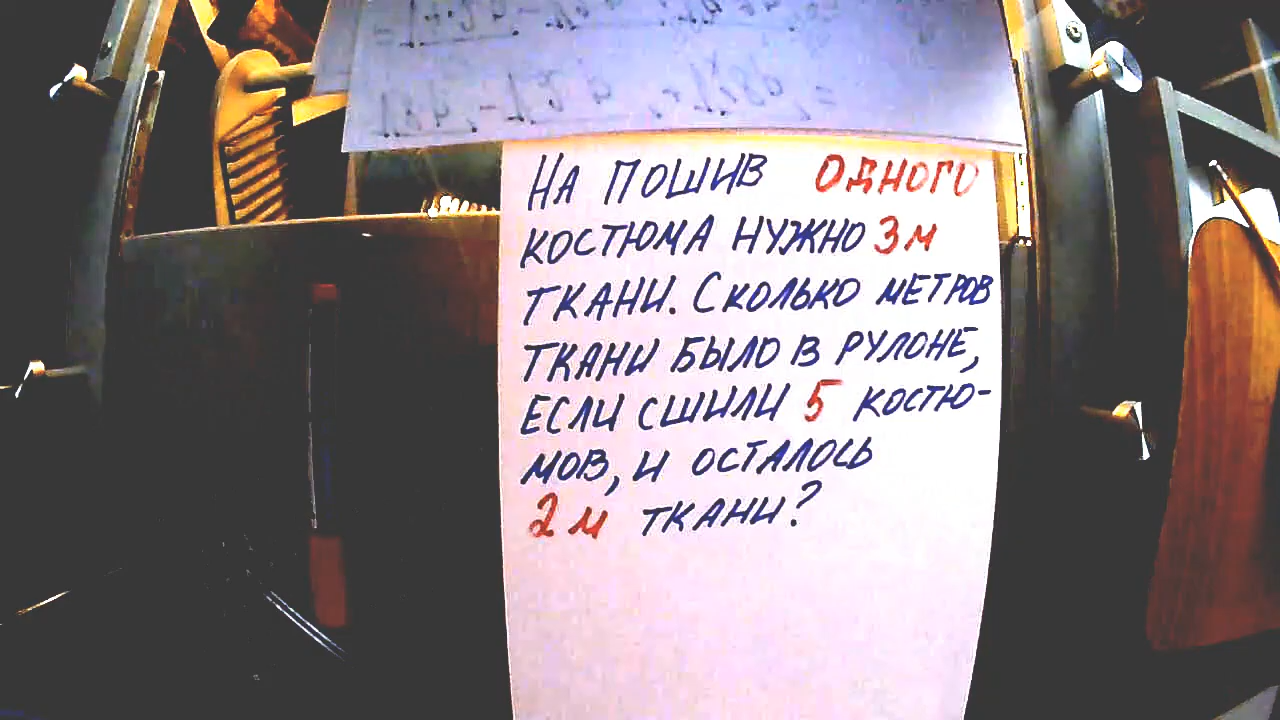 На пошив одного
костюма нужно 3 м
ткани. Сколько метров
ткани было в рулоне,
если сшили 5 костю-
мов, и осталось
2 м ткани?